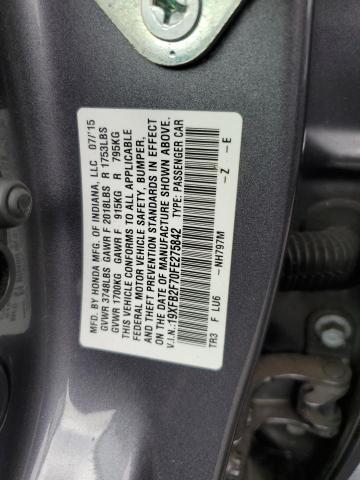 MFD. BY HONDA MFG. OF INDIANA, LLC 07/'15
GVWR 3748LBS GAWR F 2018LBS R 1753LBS
GVWR 1700KG GAWR F 915KG R 795KG
THIS VEHICLE CONFORMS TO ALL APPLICABLE
FEDERAL MOTOR VEHICLE SAFETY, BUMPER,
AND THEFT PREVENTION STANDARDS IN EFFECT
ON THE DATE OF MANUFACTURE SHOWN ABOVE.
V.I.N.:19XFB2F70FE275842 TYPE: PASSENGER CAR
TR3 F LU6 -NH797M -Z -E